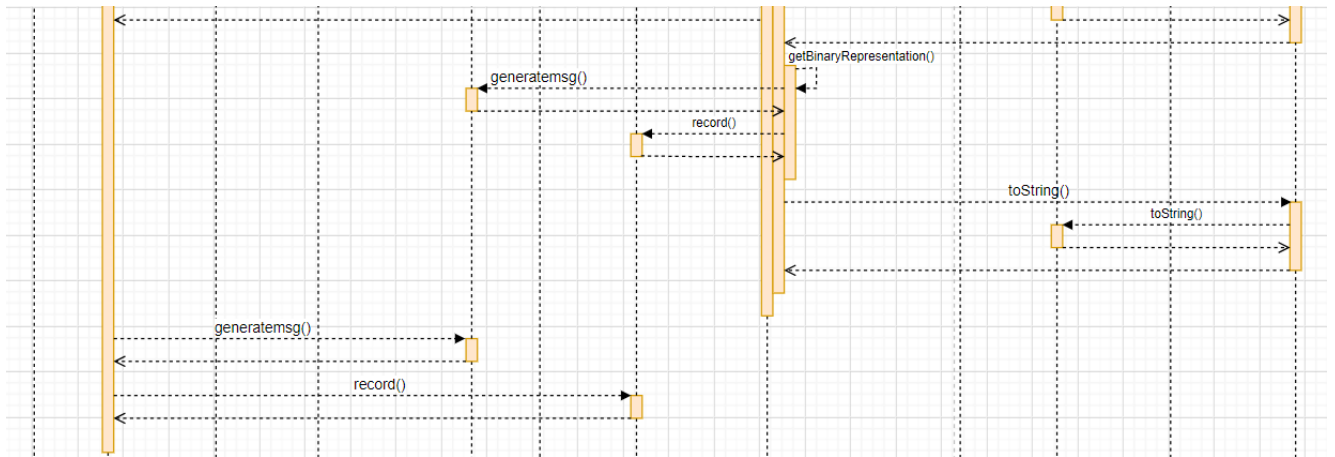 getBinaryRepresentation()
generatemsg()
record()
toString()
toString()
generatemsg()
record()